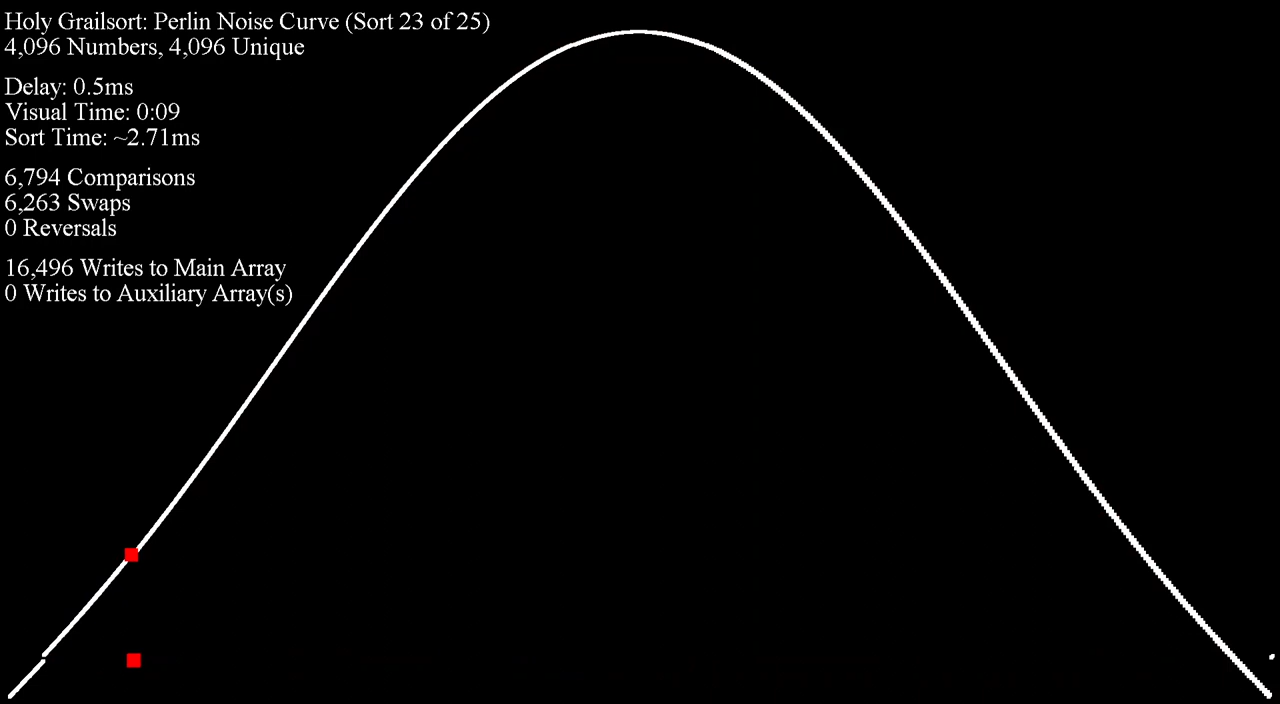 Holy Grailsort: Perlin Noise Curve (Sort 23 of 25)
4,096 Numbers, 4,096 Unique
Delay: 0.5ms
Visual Time: 0:09
Sort Time: ~2.71ms
6,794 Comparisons
6,263 Swaps
0 Reversals
16,496 Writes to Main Array
0 Writes to Auxiliary Array(s)